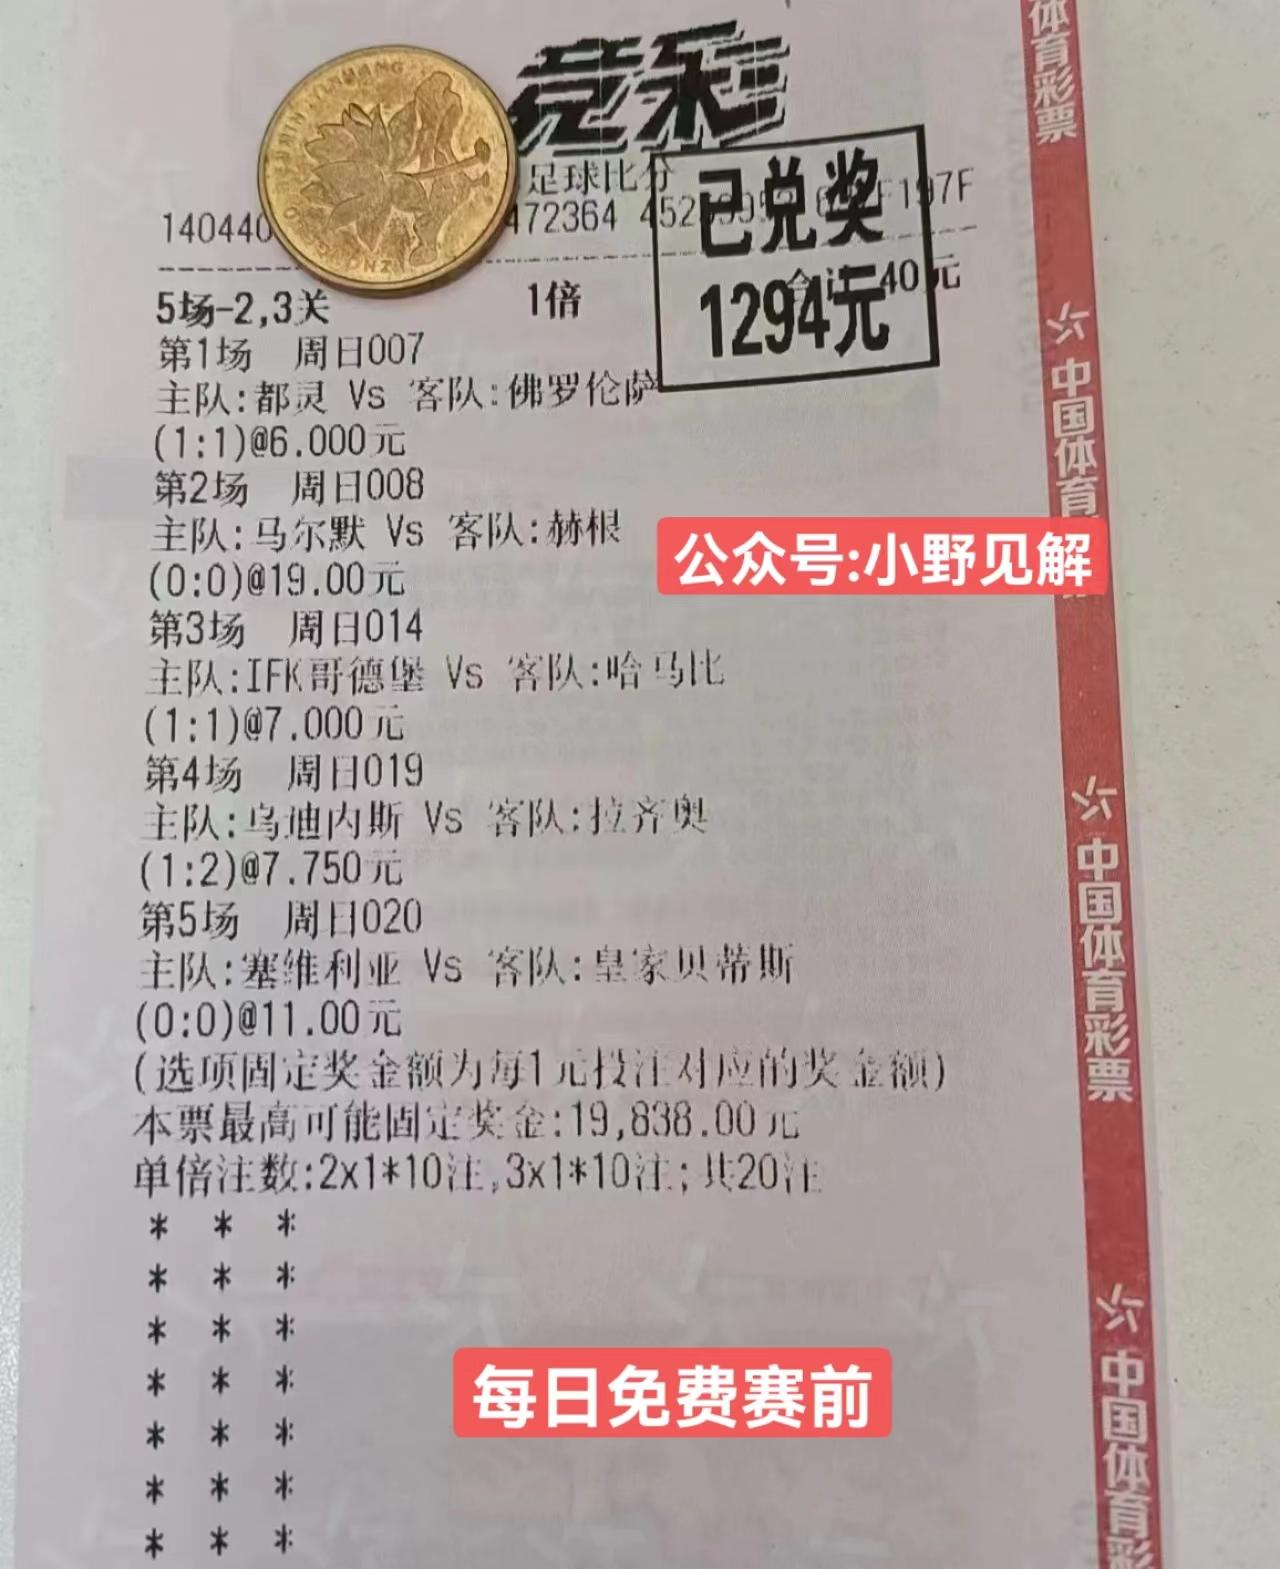 竞彩
足球比分
140440
472364 452
197F
已兑奖
1294元
合计 40元
5场-2,3关 1倍
第1场 周日007
主队:都灵 Vs 客队:佛罗伦萨
(1:1)@6.000元
第2场 周日008
主队:马尔默 Vs 客队:赫根
(0:0)@19.00元
第3场 周日014
主队:IFK哥德堡 Vs 客队:哈马比
(1:1)@7.000元
第4场 周日019
主队:乌迪内斯 Vs 客队:拉齐奥
(1:2)@7.750元
第5场 周日020
主队:塞维利亚 Vs 客队:皇家贝蒂斯
(0:0)@11.00元
(选项固定奖金额为每1元投注对应的奖金额)
本票最高可能固定奖金:19,838.00元
单倍注数:2x1*10注,3x1*10注;共20注
* * *
* * *
* * *
* * *
* * *
* * *
* * *
公众号:小野见解
每日免费赛前
体育彩票
中国体育
中国体育彩票
中国体育彩